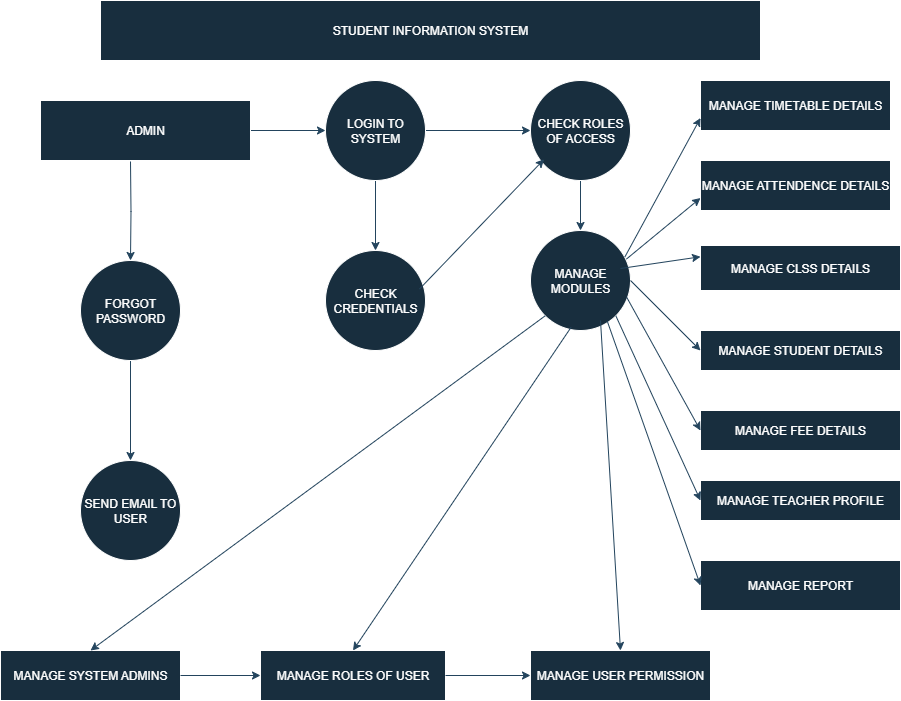 STUDENT INFORMATION SYSTEM
ADMIN
LOGIN TO
SYSTEM
CHECK ROLES
OF ACCESS
MANAGE TIMETABLE DETAILS
MANAGE ATTENDENCE DETAILS
MANAGE CLSS DETAILS
MANAGE STUDENT DETAILS
MANAGE FEE DETAILS
MANAGE TEACHER PROFILE
MANAGE REPORT
MANAGE
MODULES
CHECK
CREDENTIALS
FORGOT
PASSWORD
SEND EMAIL TO
USER
MANAGE SYSTEM ADMINS
MANAGE ROLES OF USER
MANAGE USER PERMISSION